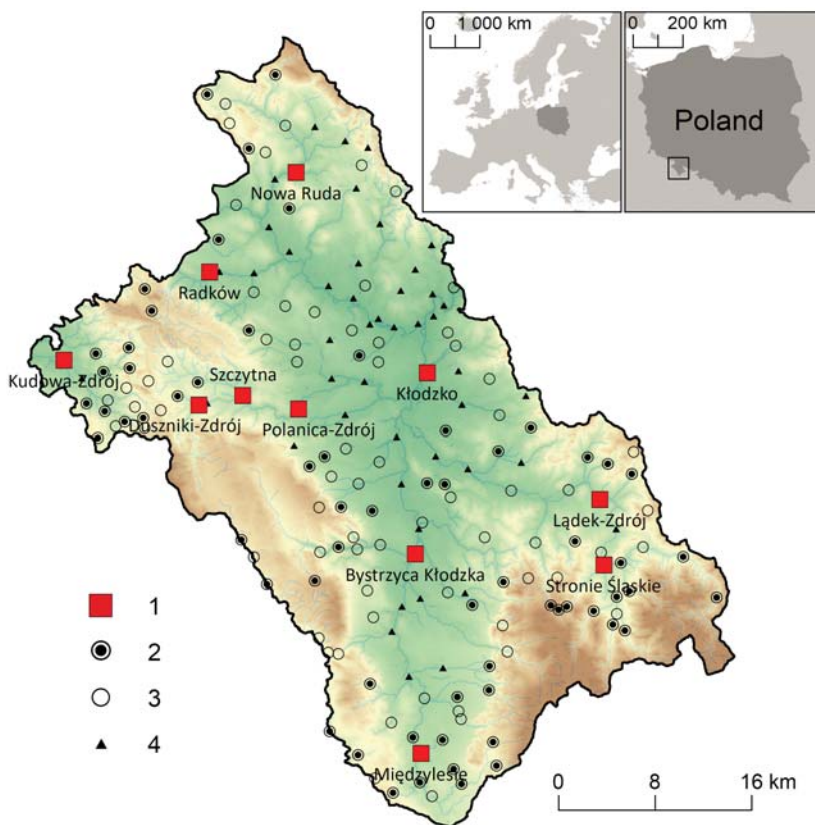 0 1 000 km
0 200 km
Poland
Nowa Ruda
Radków
Kudowa-Zdrój
Szczytna
Duszniki-Zdrój
Polanica-Zdrój
Kłodzko
Lądek-Zdrój
Bystrzyca Kłodzka
Stronie Śląskie
Międzylesie
1
2
3
4
0 8 16 km